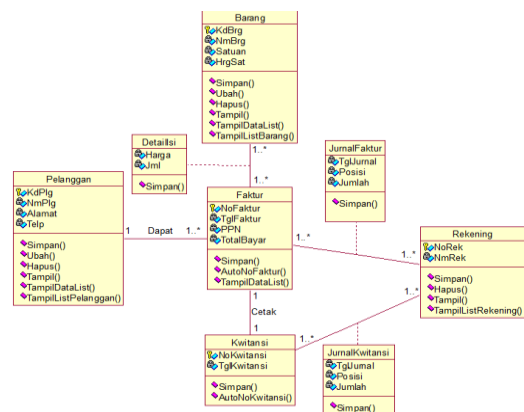 Barang
KdBrg
NmBrg
Satuan
HrgSat
Simpan()
Ubah()
Hapus()
Tampil()
TampilDataList()
TampilListBarang()
1..*
DetailIsi
Harga
Jml
Simpan()
JurnalFaktur
TglJurnal
Posisi
Jumlah
Simpan()
Pelanggan
KdPlg
NmPlg
Alamat
Telp
Simpan()
Ubah()
Hapus()
Tampil()
TampilDataList()
TampilListPelanggan()
1
Dapat
1..*
1..*
Faktur
NoFaktur
TglFaktur
PPN
TotalBayar
Simpan()
AutoNoFaktur()
TampilDataList()
1..*
1..*
Rekening
NoRek
NmRek
Simpan()
Hapus()
Tampil()
TampilListRekening()
1..*
1
Cetak
1
Kwitansi
NoKwitansi
TglKwitansi
Simpan()
AutoNoKwitansi()
1..*
JurnalKwitansi
TglJurnal
Posisi
Jumlah
Simpan()